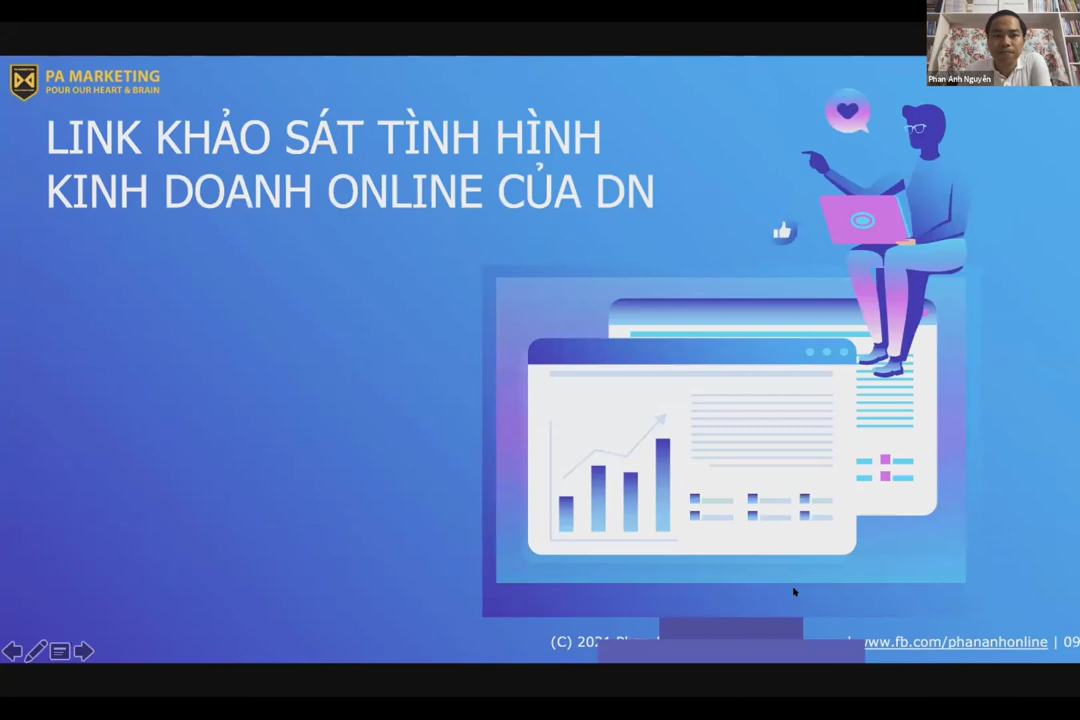 Phan Anh Nguyễn
PA MARKETING
POUR OUR HEART & BRAIN
LINK KHẢO SÁT TÌNH HÌNH
KINH DOANH ONLINE CỦA DN
(C) 2021
www.fb.com/phananhonline | 09